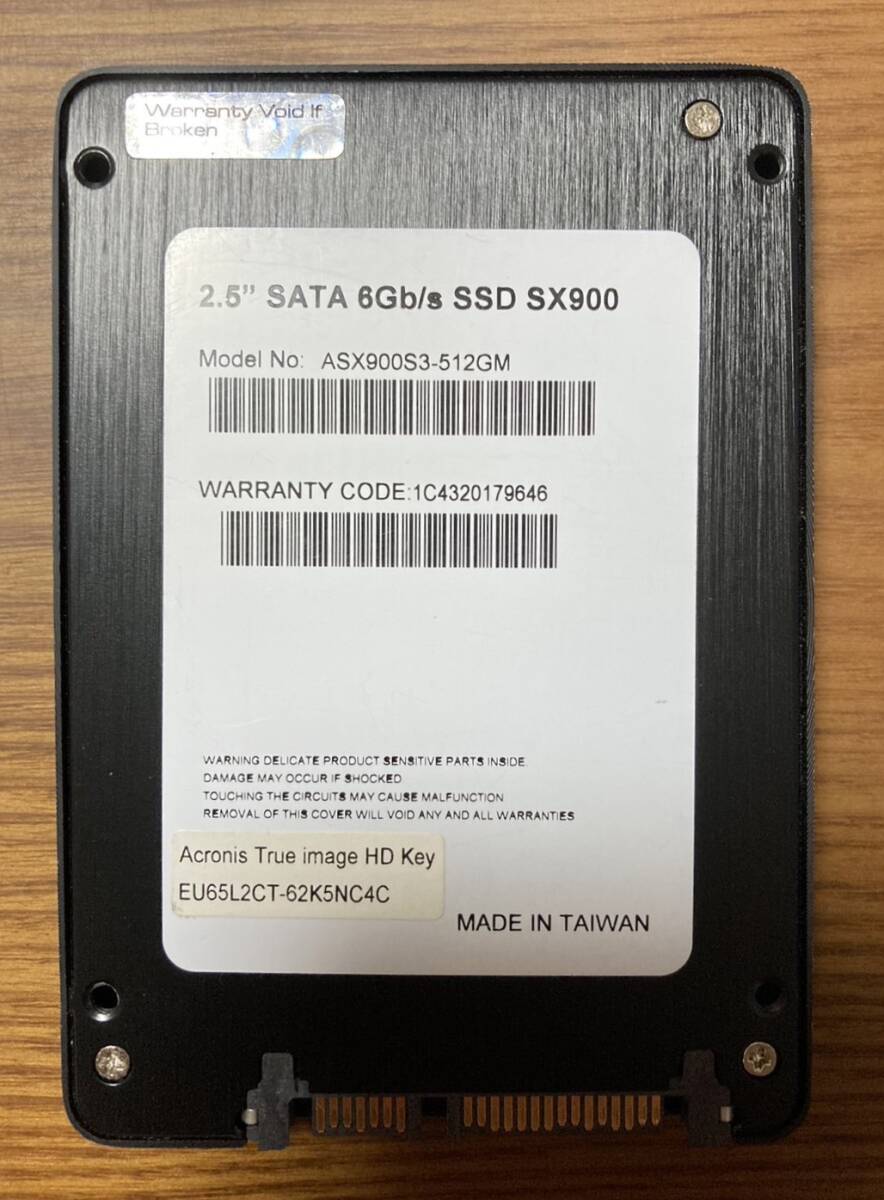 Warranty Void If
Broken
2.5” SATA 6Gb/s SSD SX900
Model No: ASX900S3-512GM
WARRANTY CODE:1C4320179646
WARNING DELICATE PRODUCT SENSITIVE PARTS INSIDE.
DAMAGE MAY OCCUR IF SHOCKED
TOUCHING THE CIRCUITS MAY CAUSE MALFUNCTION
REMOVAL OF THIS COVER WILL VOID ANY AND ALL WARRANTIES
Acronis True image HD Key
EU65L2CT-62K5NC4C
MADE IN TAIWAN